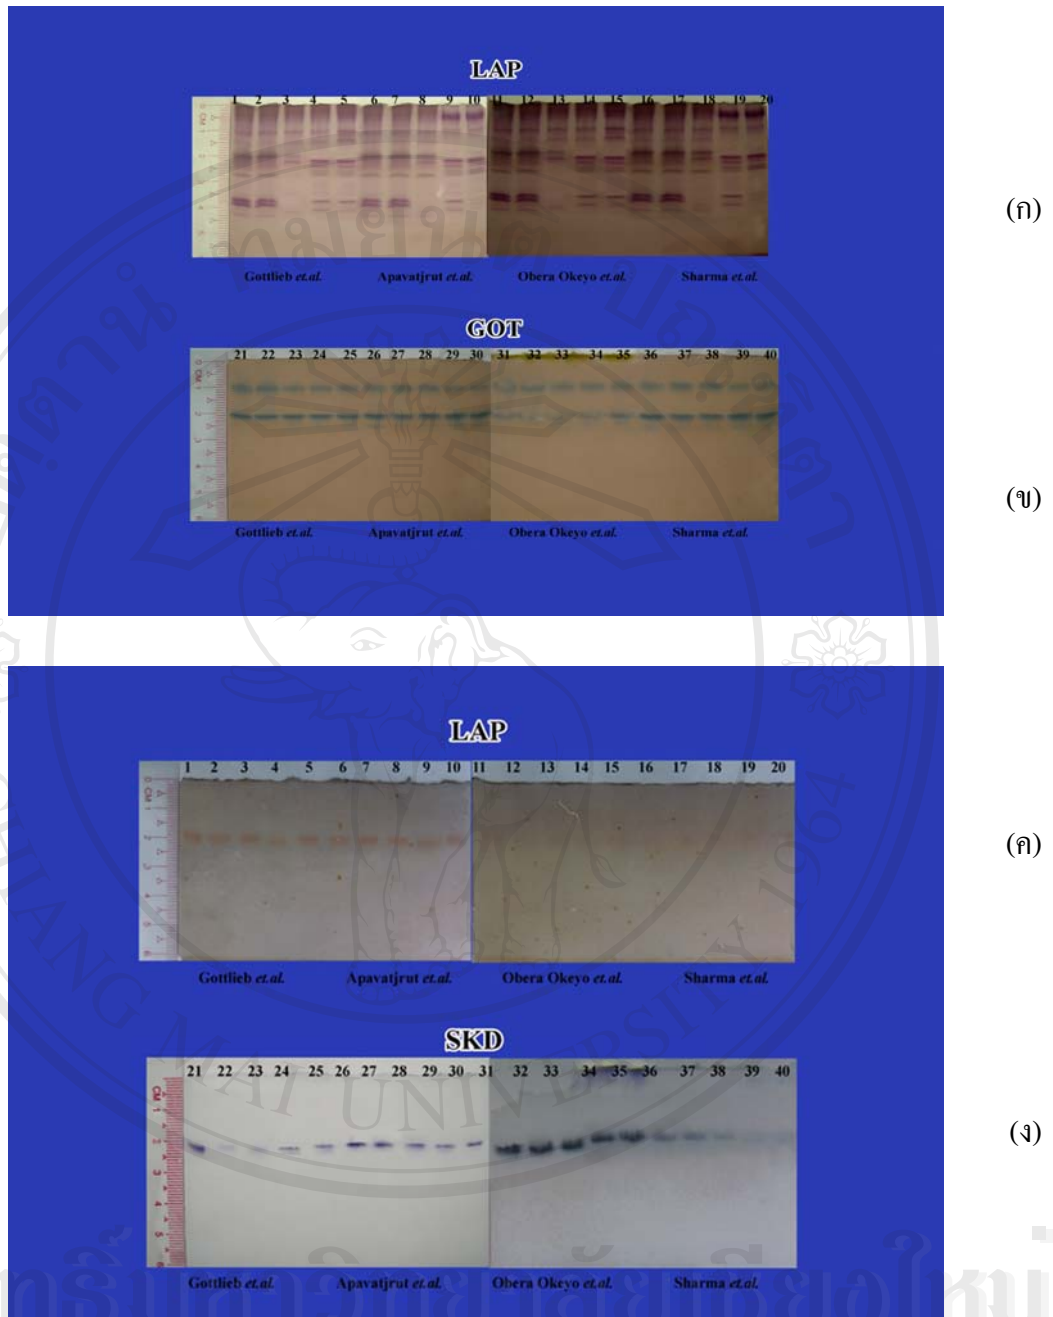 LAP
1 2 3 4 5 6 7 8 9 10 11 12 13 14 15 16 17 18 19 20
(ก)
Gottlieb et.al. Apavatjrut et.al. Obera Okeyo et.al. Sharma et.al.
GOT
21 22 23 24 25 26 27 28 29 30 31 32 33 34 35 36 37 38 39 40
(ข)
Gottlieb et.al. Apavatjrut et.al. Obera Okeyo et.al. Sharma et.al.
LAP
1 2 3 4 5 6 7 8 9 10 11 12 13 14 15 16 17 18 19 20
(ค)
Gottlieb et.al. Apavatjrut et.al. Obera Okeyo et.al. Sharma et.al.
SKD
21 22 23 24 25 26 27 28 29 30 31 32 33 34 35 36 37 38 39 40
(ง)
Gottlieb et.al. Apavatjrut et.al. Obera Okeyo et.al. Sharma et.al.